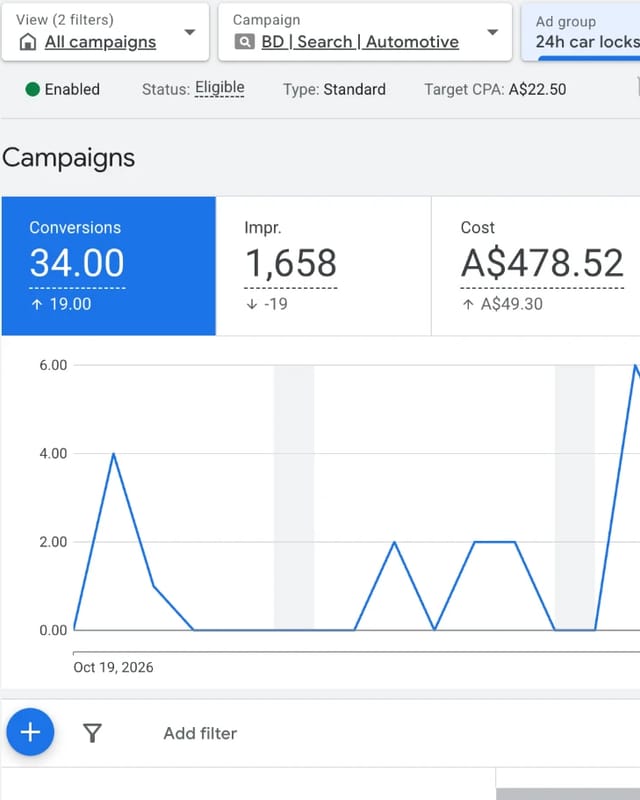 View (2 filters)
All campaigns
Campaign
BD | Search | Automotive
Ad group
24h car locks
Enabled
Status: Eligible
Type: Standard
Target CPA: A$22.50
Campaigns
Conversions
34.00
↑ 19.00
Impr.
1,658
↓ -19
Cost
A$478.52
↑ A$49.30
6.00
4.00
2.00
0.00
Oct 19, 2026
Add filter